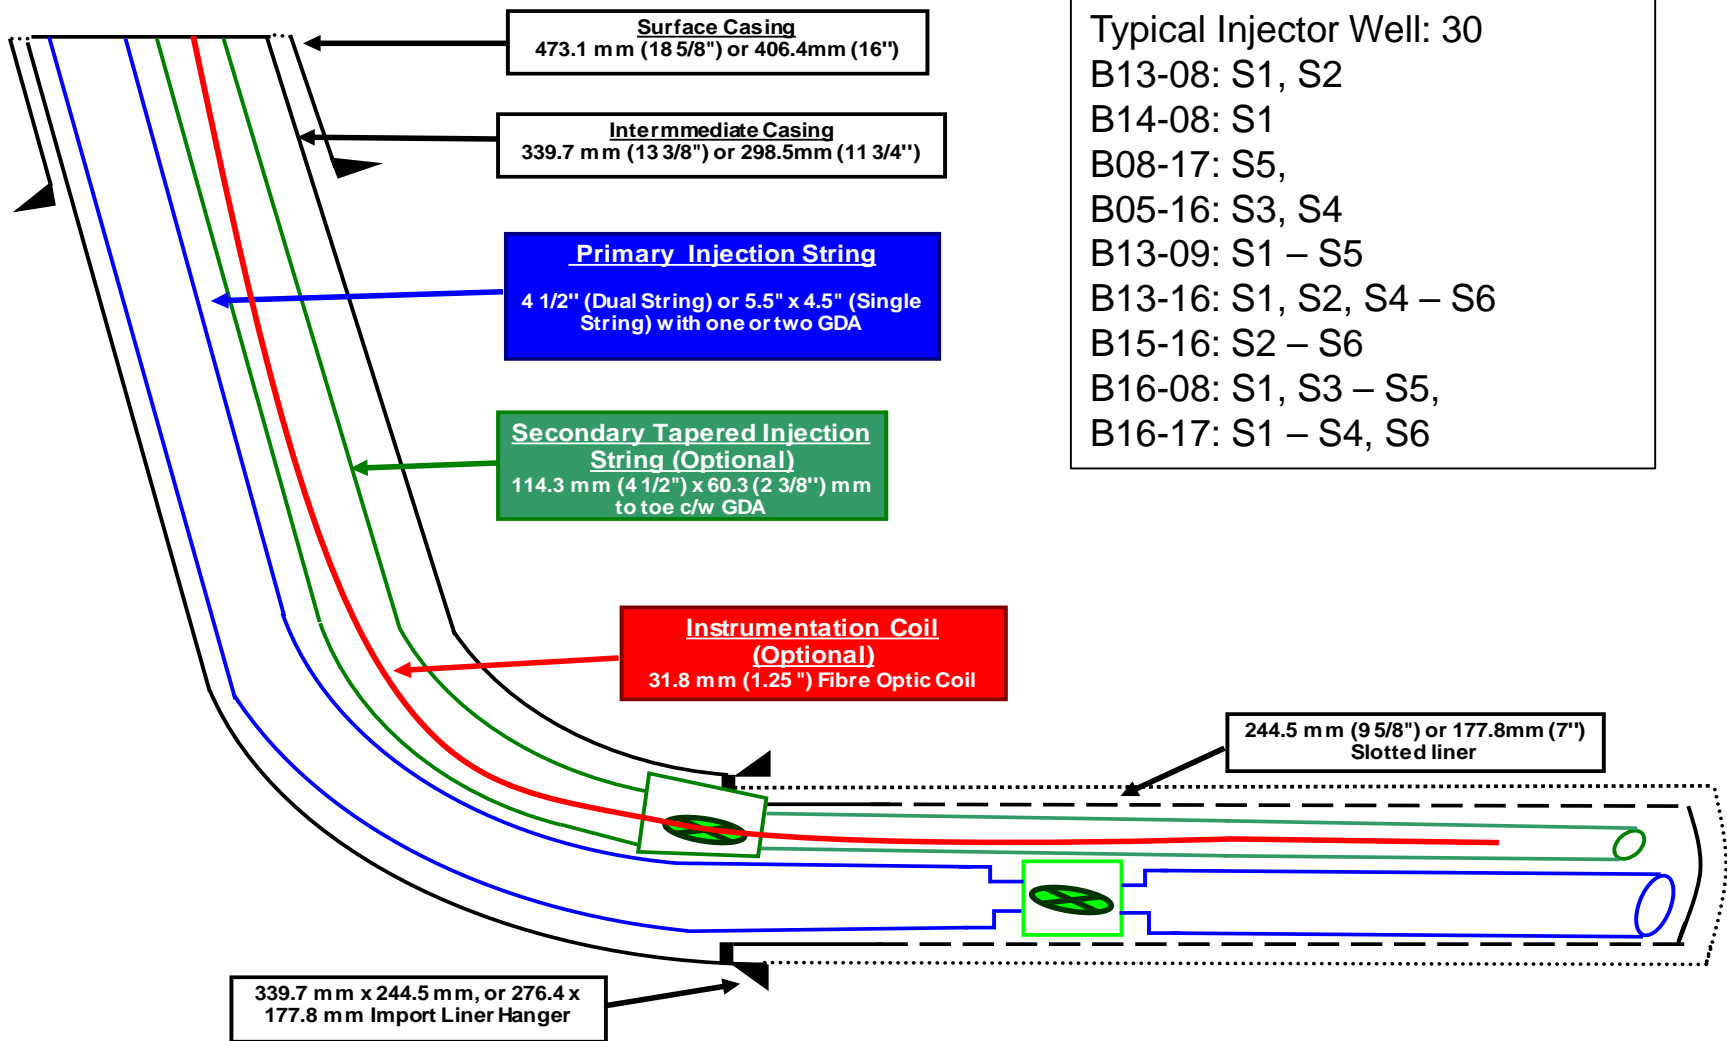 Surface Casing
473.1 mm (18 5/8") or 406.4mm (16")
Intermmediate Casing
339.7 mm (13 3/8") or 298.5mm (11 3/4")
Primary Injection String
4 1/2" (Dual String) or 5.5" x 4.5" (Single
String) with one or two GDA
Secondary Tapered Injection
String (Optional)
114.3 mm (4 1/2") x 60.3 (2 3/8") mm
to toe c/w GDA
Instrumentation Coil
(Optional)
31.8 mm (1.25 ") Fibre Optic Coil
244.5 mm (9 5/8") or 177.8mm (7")
Slotted liner
339.7 mm x 244.5 mm, or 276.4 x
177.8 mm Import Liner Hanger
Typical Injector Well: 30
B13-08: S1, S2
B14-08: S1
B08-17: S5,
B05-16: S3, S4
B13-09: S1 – S5
B13-16: S1, S2, S4 – S6
B15-16: S2 – S6
B16-08: S1, S3 – S5,
B16-17: S1 – S4, S6